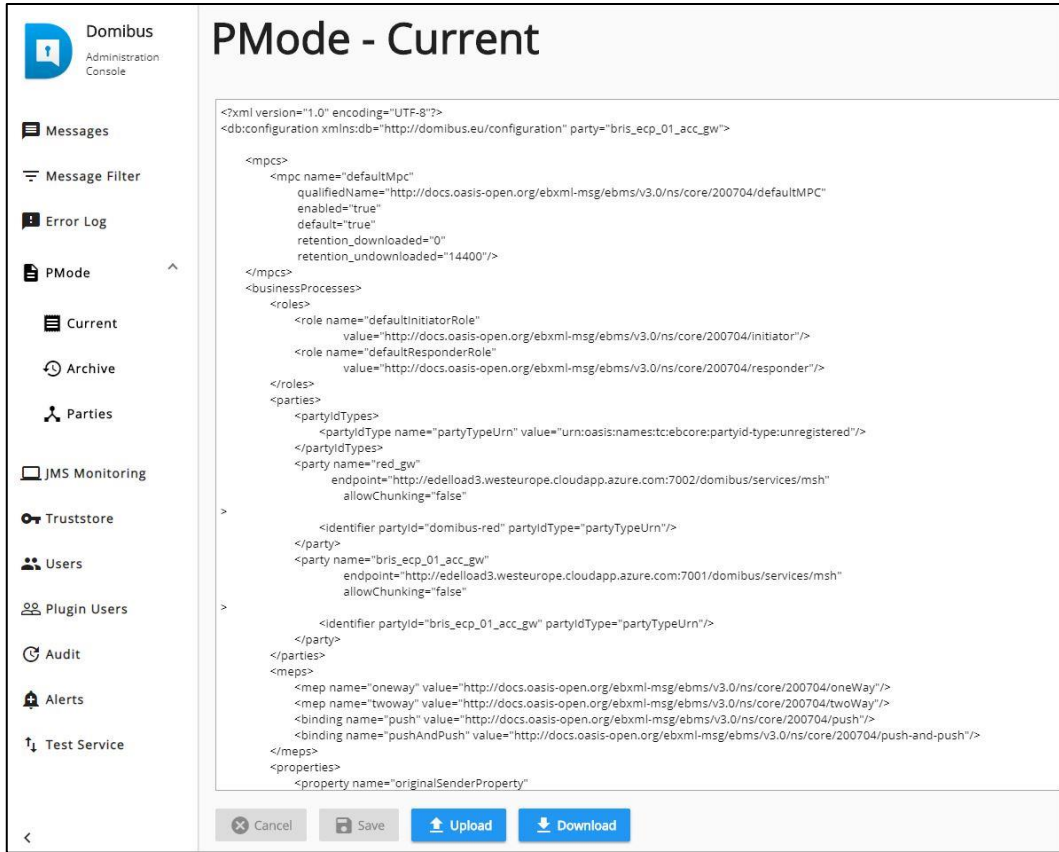 Domibus
Administration
Console
Messages
Message Filter
Error Log
PMode
Current
Archive
Parties
JMS Monitoring
Truststore
Users
Plugin Users
Audit
Alerts
Test Service
PMode - Current
<?xml version="1.0" encoding="UTF-8"?>
<db:configuration xmlns:db="http://domibus.eu/configuration" party="bris_ecp_01_acc_gw">
<mpcs>
<mpc name="defaultMpc"
qualifiedName="http://docs.oasis-open.org/ebxml-msg/ebms/v3.0/ns/core/200704/defaultMPC"
enabled="true"
default="true"
retention_downloaded="0"
retention_undownloaded="14400"/>
</mpcs>
<businessProcesses>
<roles>
<role name="defaultInitiatorRole"
value="http://docs.oasis-open.org/ebxml-msg/ebms/v3.0/ns/core/200704/initiator"/>
<role name="defaultResponderRole"
value="http://docs.oasis-open.org/ebxml-msg/ebms/v3.0/ns/core/200704/responder"/>
</roles>
<parties>
<partyIdTypes>
<partyIdType name="partyTypeUrn" value="urn:oasis:names:tc:ebcore:partyid-type:unregistered"/>
</partyIdTypes>
<party name="red_gw"
endpoint="http://edelload3.westeurope.cloudapp.azure.com:7002/domibus/services/msh"
allowChunking="false"
>
<identifier partyId="domibus-red" partyIdType="partyTypeUrn"/>
</party>
<party name="bris_ecp_01_acc_gw"
endpoint="http://edelload3.westeurope.cloudapp.azure.com:7001/domibus/services/msh"
allowChunking="false"
>
<identifier partyId="bris_ecp_01_acc_gw" partyIdType="partyTypeUrn"/>
</party>
</parties>
<meps>
<mep name="oneway" value="http://docs.oasis-open.org/ebxml-msg/ebms/v3.0/ns/core/200704/oneWay"/>
<mep name="twoway" value="http://docs.oasis-open.org/ebxml-msg/ebms/v3.0/ns/core/200704/twoWay"/>
<binding name="push" value="http://docs.oasis-open.org/ebxml-msg/ebms/v3.0/ns/core/200704/push"/>
<binding name="pushAndPush" value="http://docs.oasis-open.org/ebxml-msg/ebms/v3.0/ns/core/200704/push-and-push"/>
</meps>
<properties>
<property name="originalSenderProperty"
Cancel
Save
Upload
Download